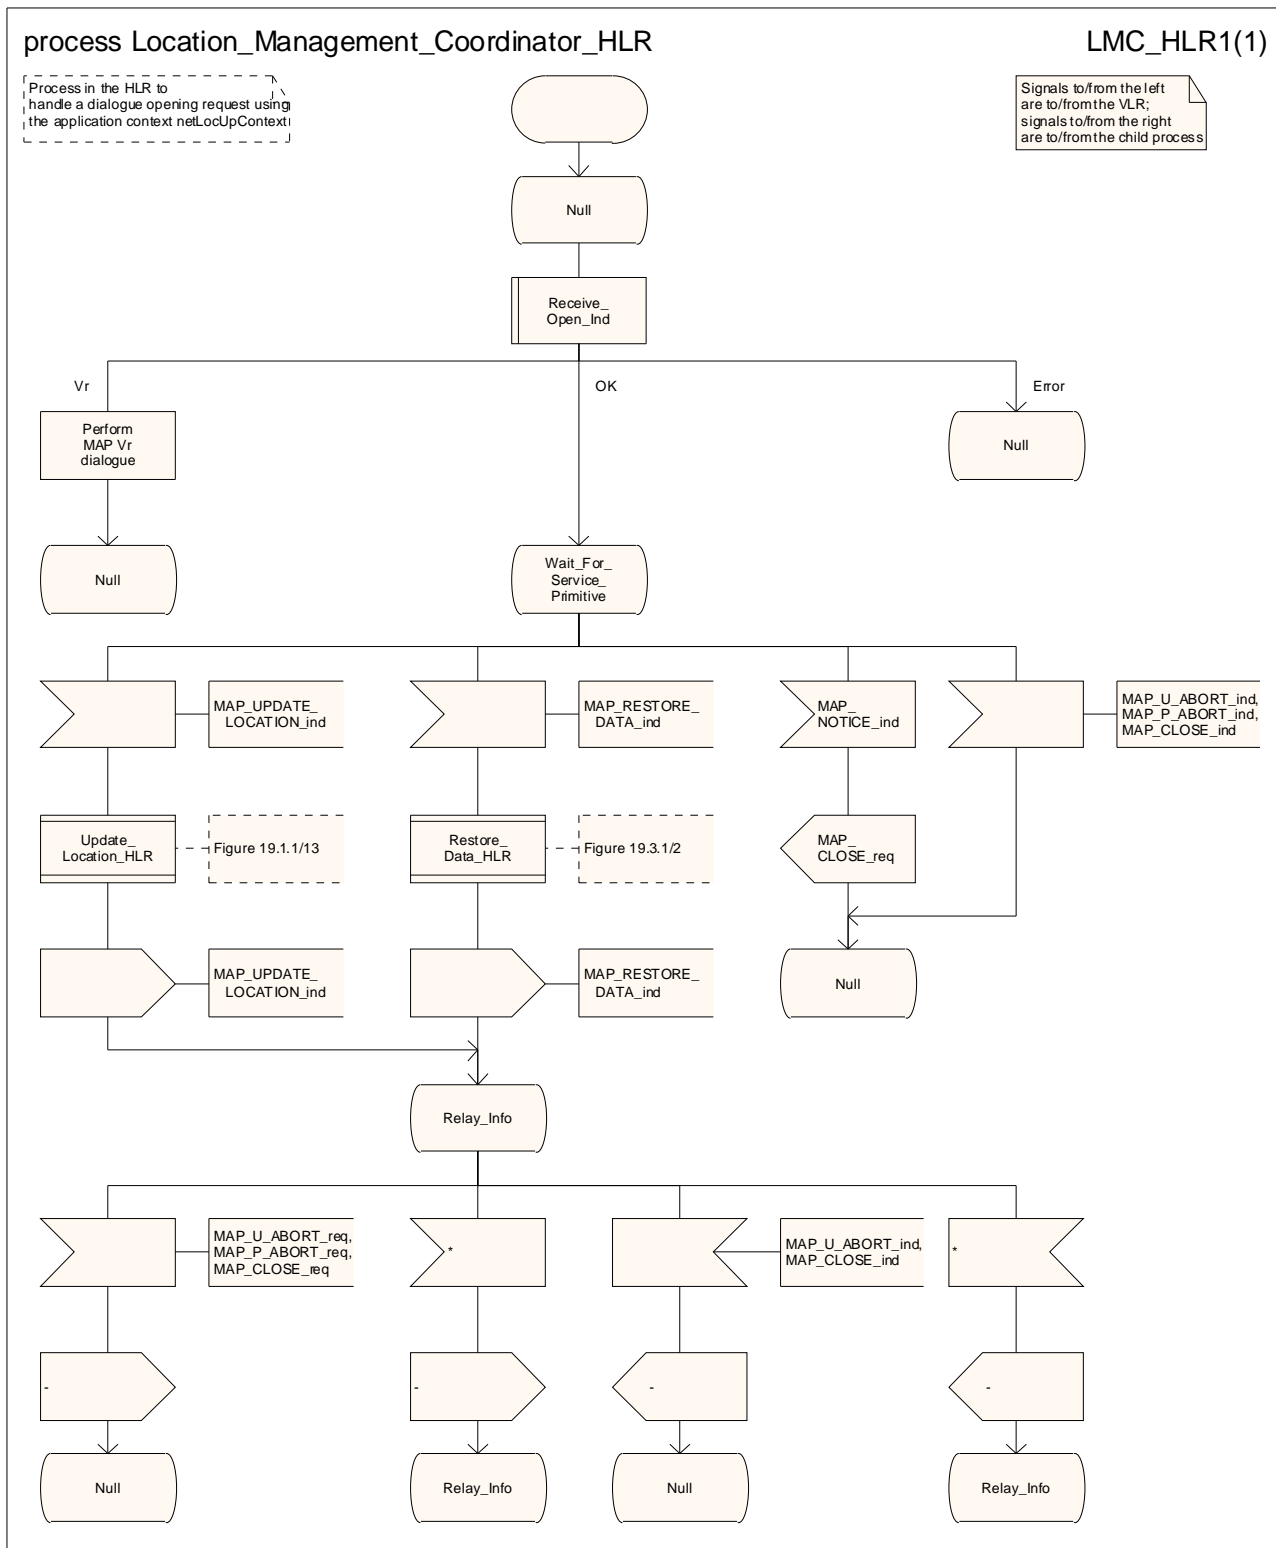 process Location_Management_Coordinator_HLR
LMC_HLR1(1)
Process in the HLR to
handle a dialogue opening request using
the application context netLocUpContext
Signals to/from the left
are to/from the VLR;
signals to/from the right
are to/from the child process
Null
Receive_
Open_Ind
Vr
OK
Error
Perform
MAP Vr
dialogue
Null
Null
Wait_For_
Service_
Primitive
Null
MAP_UPDATE_
LOCATION_ind
MAP_RESTORE_
DATA_ind
MAP_
NOTICE_ind
MAP_U_ABORT_ind,
MAP_P_ABORT_ind,
MAP_CLOSE_ind
Update_
Location_HLR
Figure 19.1.1/13
Restore_
Data_HLR
Figure 19.3.1/2
MAP_
CLOSE_req
MAP_UPDATE_
LOCATION_ind
MAP_RESTORE_
DATA_ind
Null
Relay_Info
MAP_U_ABORT_req,
MAP_P_ABORT_req,
MAP_CLOSE_req
*
MAP_U_ABORT_ind,
MAP_CLOSE_ind
*
-
-
-
-
Null
Relay_Info
Null
Relay_Info